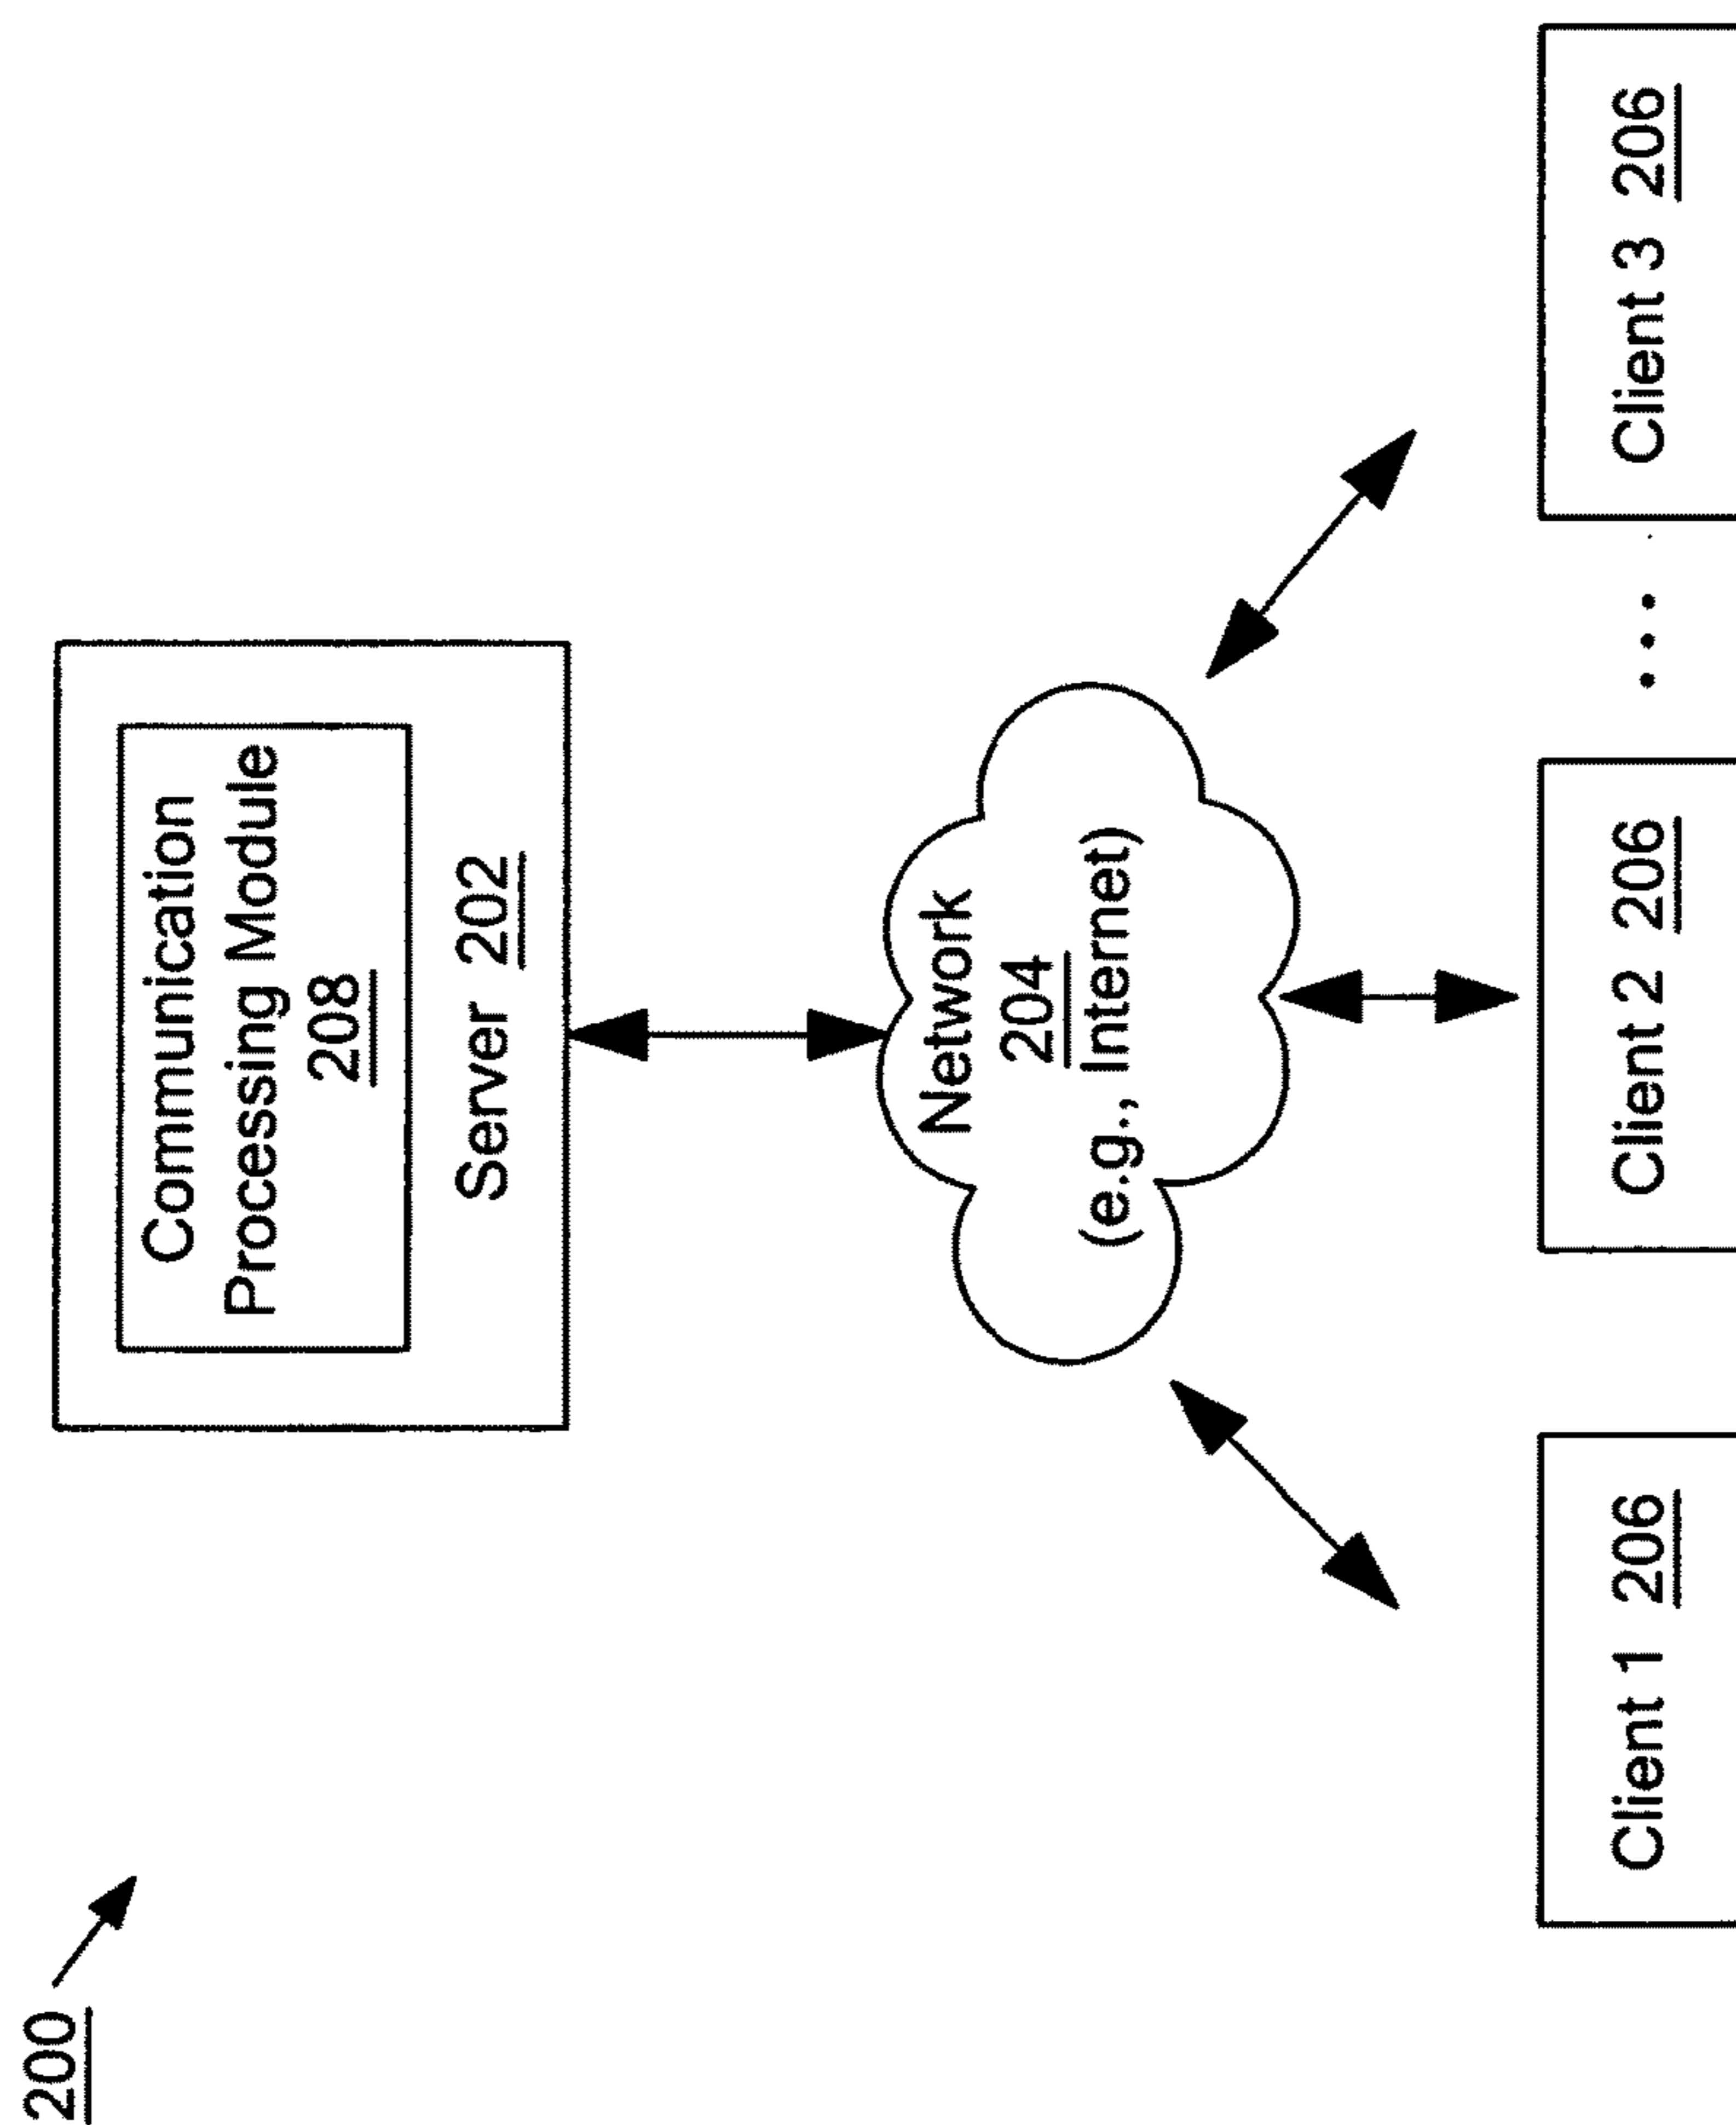 200
Communication
Processing Module
208
Server 202
Network
204
(e.g., Internet)
Client 1 206
Client 2 206
Client 3 206